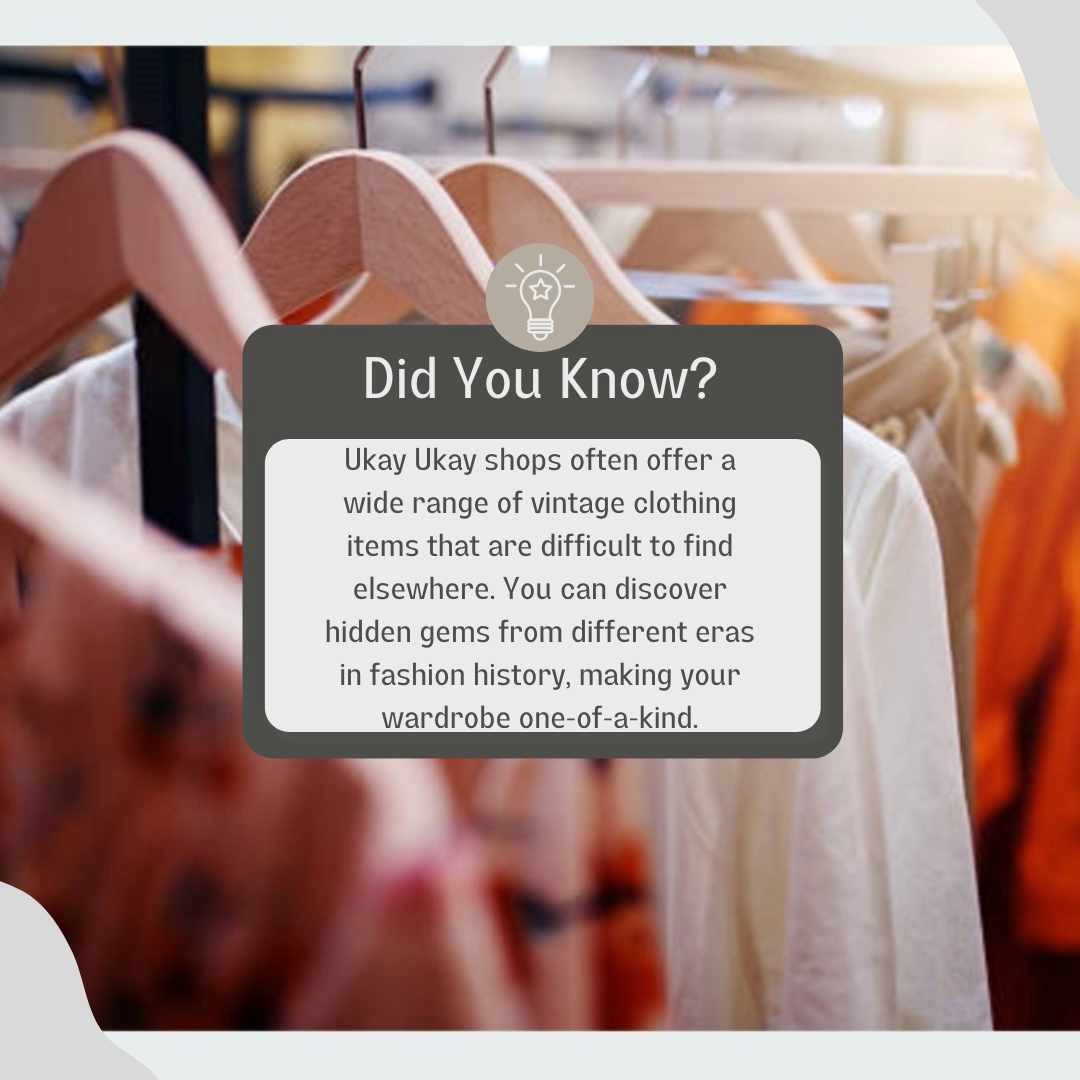 Did You Know?
Ukay Ukay shops often offer a
wide range of vintage clothing
items that are difficult to find
elsewhere. You can discover
hidden gems from different eras
in fashion history, making your
wardrobe one-of-a-kind.